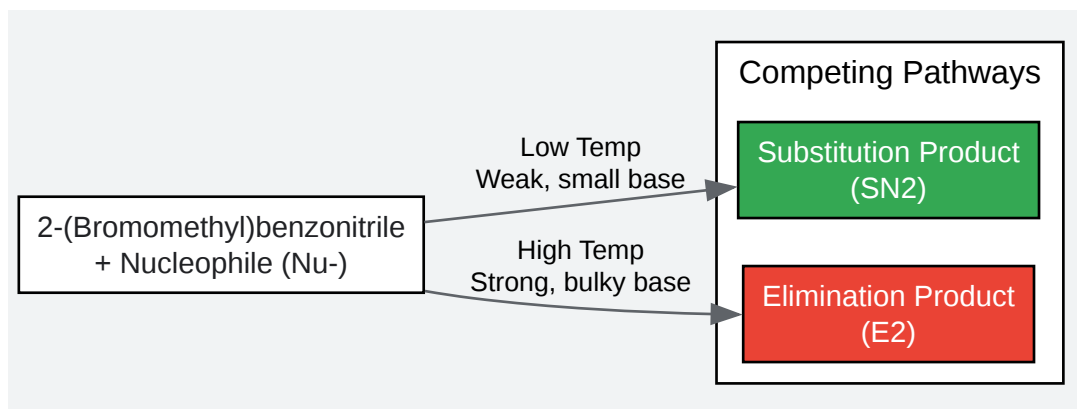 Competing Pathways
Low Temp
Weak, small base
Substitution Product
(SN2)
2-(Bromomethyl)benzonitrile
+ Nucleophile (Nu-)
High Temp
Strong, bulky base
Elimination Product
(E2)